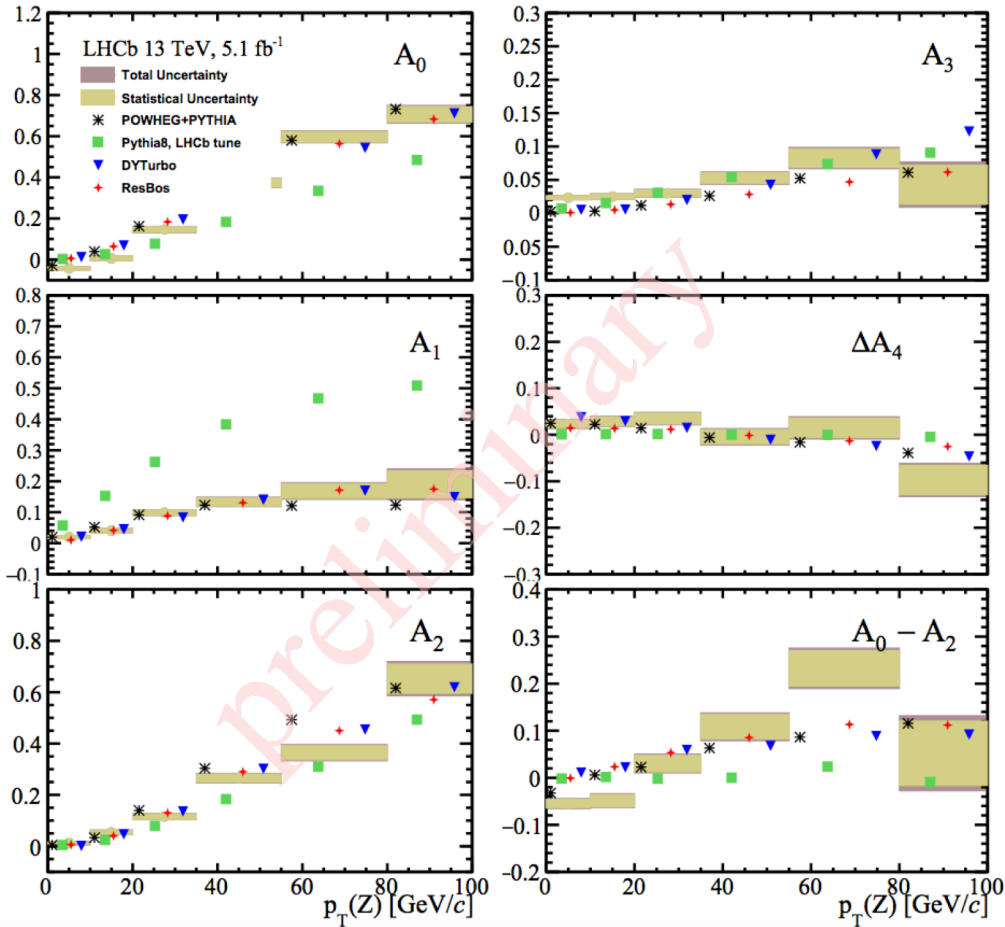 LHCb 13 TeV, 5.1 fb⁻¹
Total Uncertainty
Statistical Uncertainty
POWHEG+PYTHIA
Pythia8, LHCb tune
DYTurbo
ResBos
A₀
1.2
1
0.8
0.6
0.4
0.2
0
A₃
0.3
0.25
0.2
0.15
0.1
0.05
0
0.05
−0.1
A₁
0.8
0.7
0.6
0.5
0.4
0.3
0.2
0.1
0
−0.1
ΔA₄
0.3
0.2
0.1
0
−0.1
−0.2
−0.3
A₂
1
0.8
0.6
0.4
0.2
0
0 20 40 60 80 100
p_T(Z) [GeV/c]
A₀ − A₂
0.4
0.3
0.2
0.1
0
−0.1
−0.2
0 20 40 60 80 100
p_T(Z) [GeV/c]
preliminary